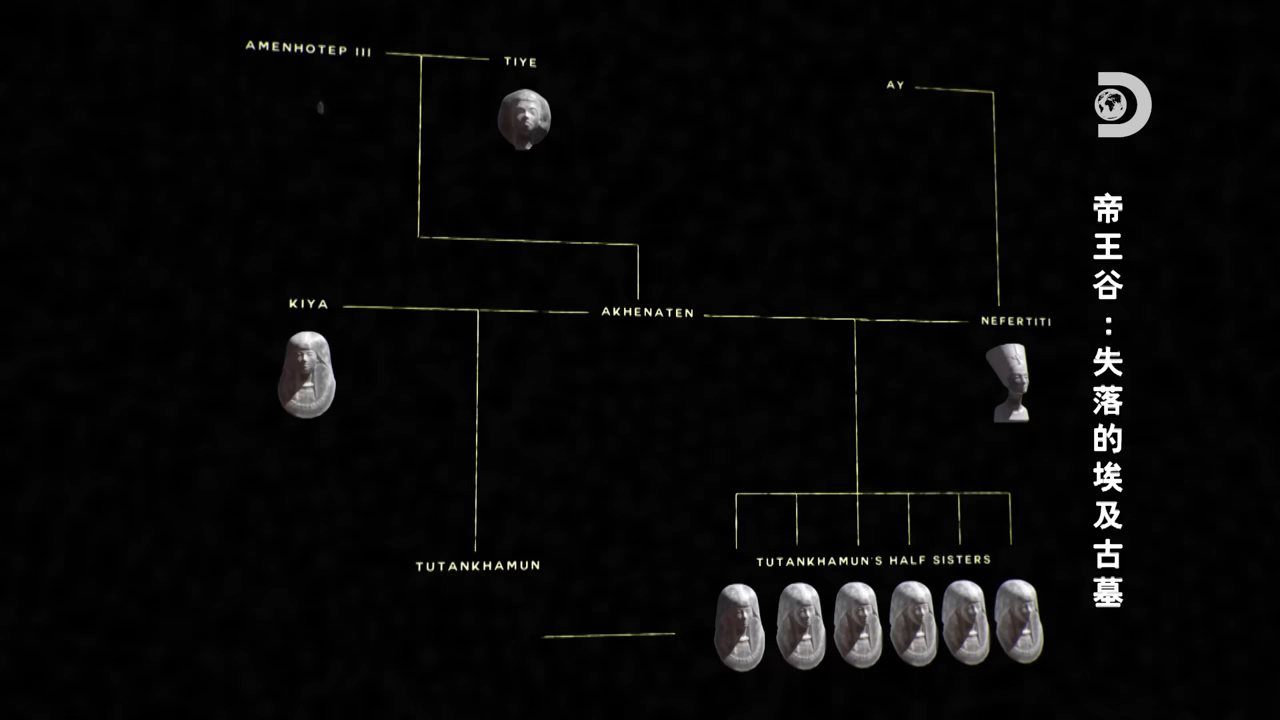 AMENHOTEP III
TIYE
AY
KIYA
AKHENATEN
NEFERTITI
TUTANKHAMUN
TUTANKHAMUN'S HALF SISTERS
帝王谷：失落的埃及古墓